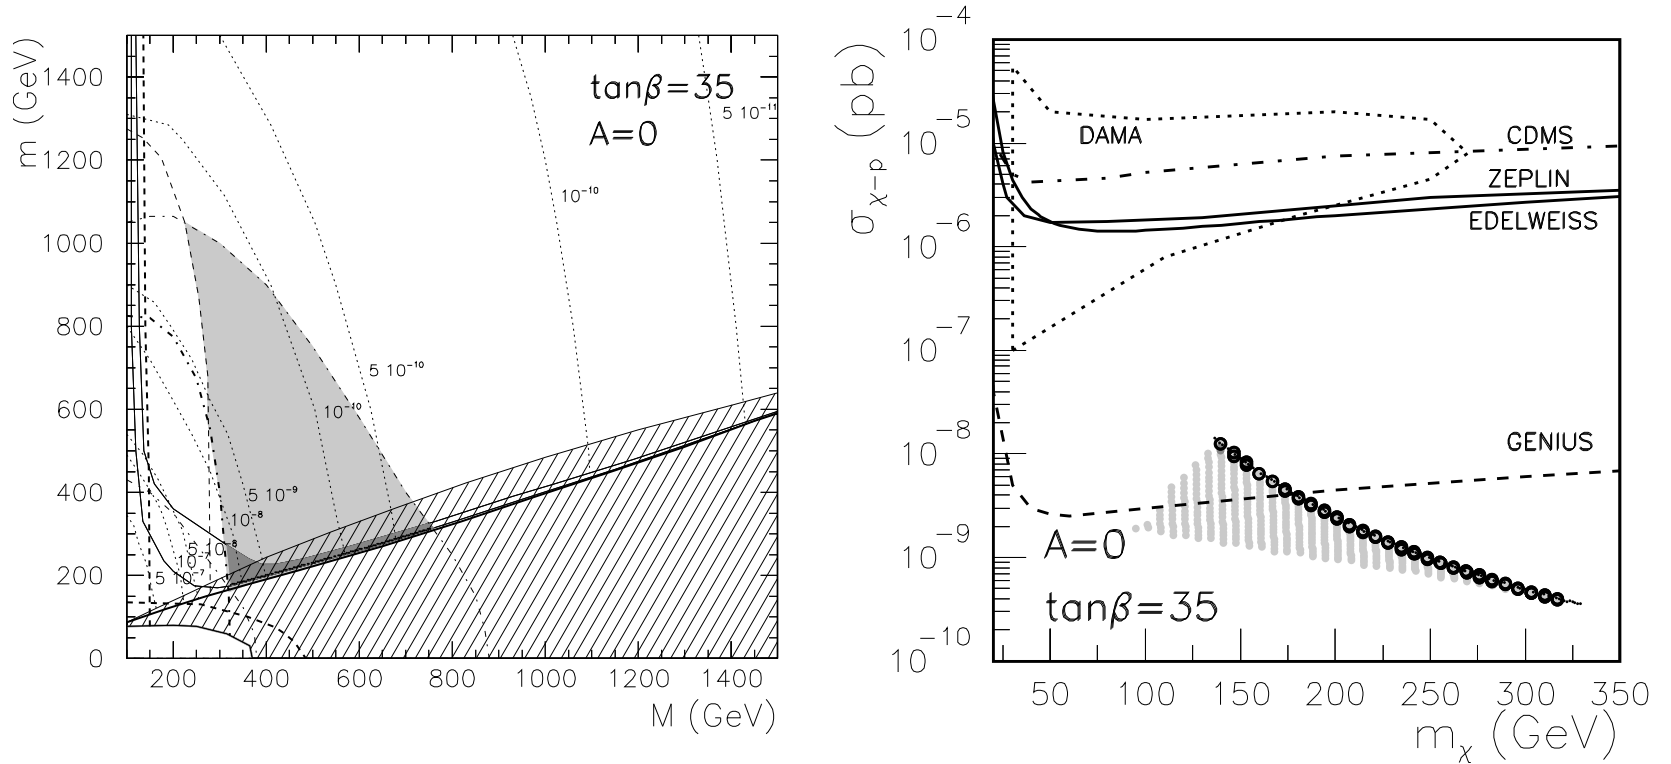 m (GeV)
1400
1200
1000
800
600
400
200
0
tanβ=35
A=0
5 10⁻¹¹
10⁻¹⁰
5 10⁻¹⁰
10⁻¹⁰
5 10⁻⁹
10⁻⁸
5 10⁻⁸
10⁻⁷
5 10⁻⁷
200 400 600 800 1000 1200 1400
M (GeV)
σχ₋p (pb)
10⁻⁴
10⁻⁵
10⁻⁶
10⁻⁷
10⁻⁸
10⁻⁹
10⁻¹⁰
DAMA
CDMS
ZEPLIN
EDELWEISS
GENIUS
A=0
tanβ=35
50 100 150 200 250 300 350
mχ (GeV)